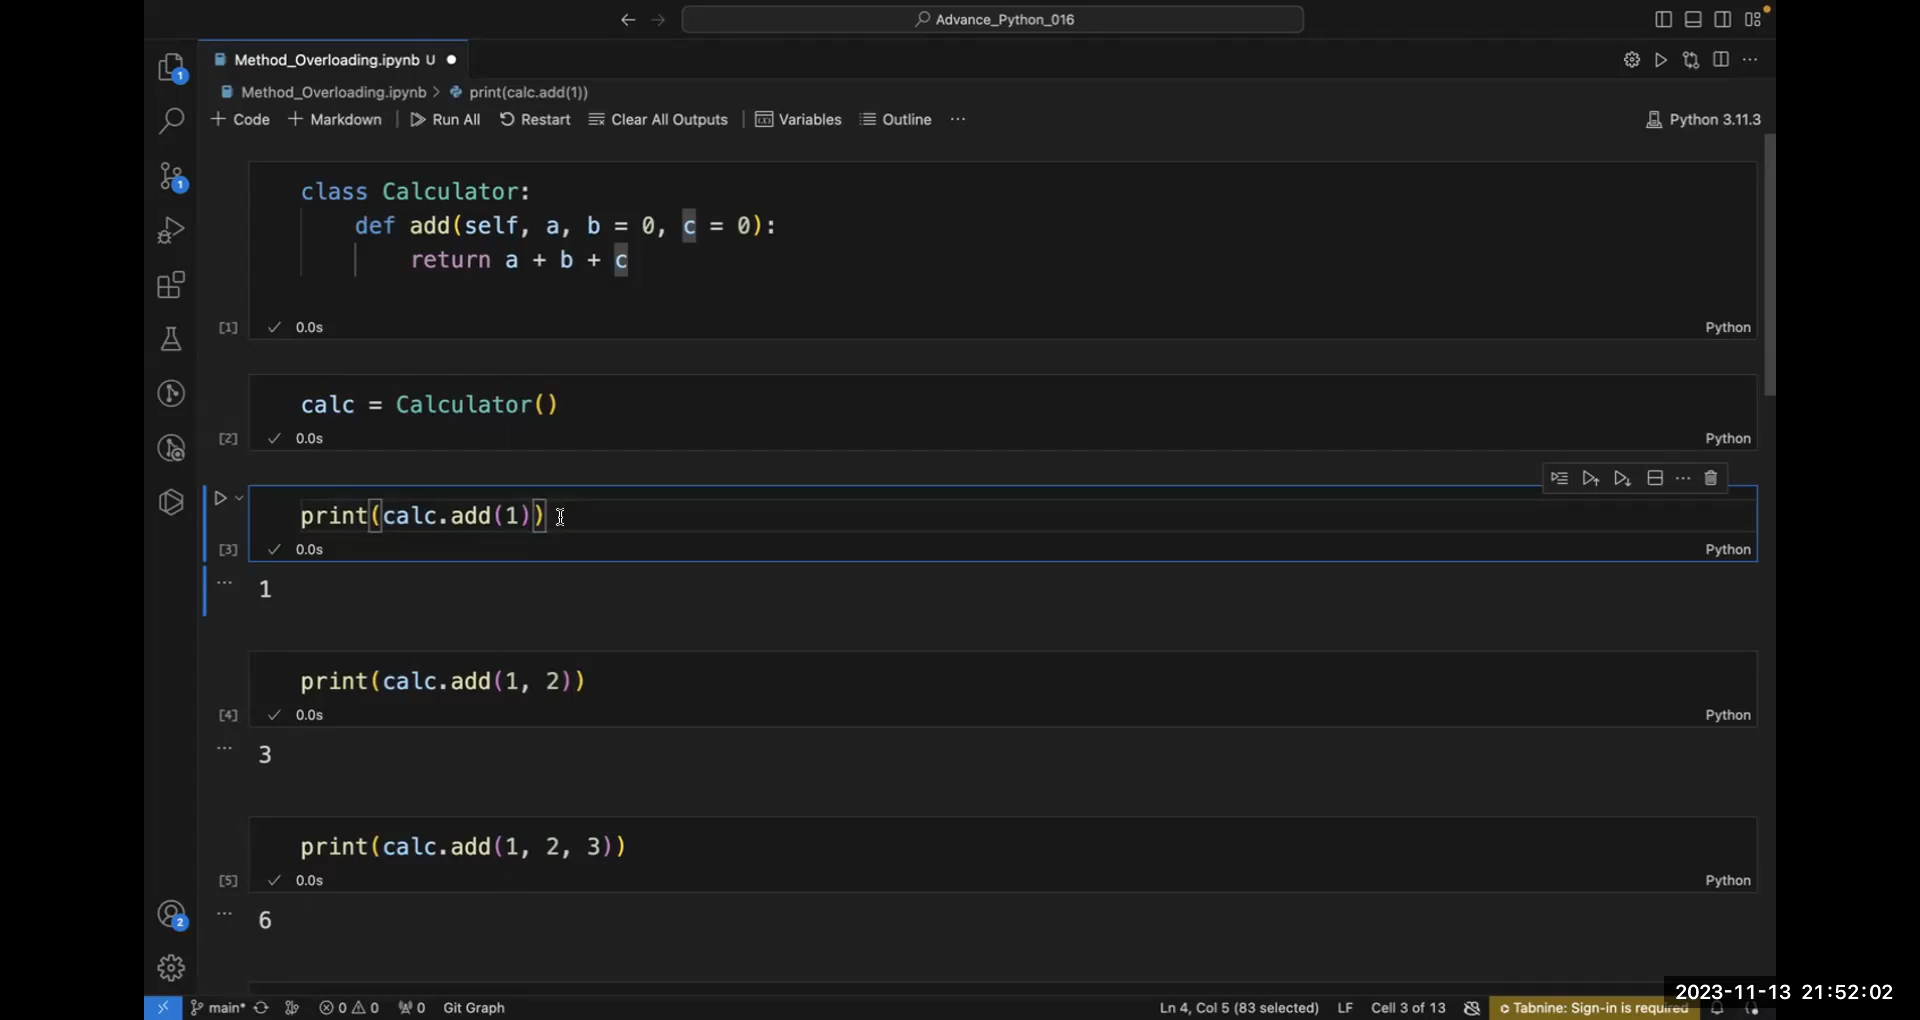 Advance_Python_016
Method_Overloading.ipynb U
Method_Overloading.ipynb > print(calc.add(1))
+ Code + Markdown Run All Restart Clear All Outputs Variables Outline ... Python 3.11.3
class Calculator:
def add(self, a, b = 0, c = 0):
return a + b + c
[1] 0.0s Python
calc = Calculator()
[2] 0.0s Python
print(calc.add(1))
[3] 0.0s Python
1
print(calc.add(1, 2))
[4] 0.0s Python
3
print(calc.add(1, 2, 3))
[5] 0.0s Python
6
1
1
2
2023-11-13 21:52:02
main* 0 0 0 Git Graph Ln 4, Col 5 (83 selected) LF Cell 3 of 13 Tabnine: Sign-in is required